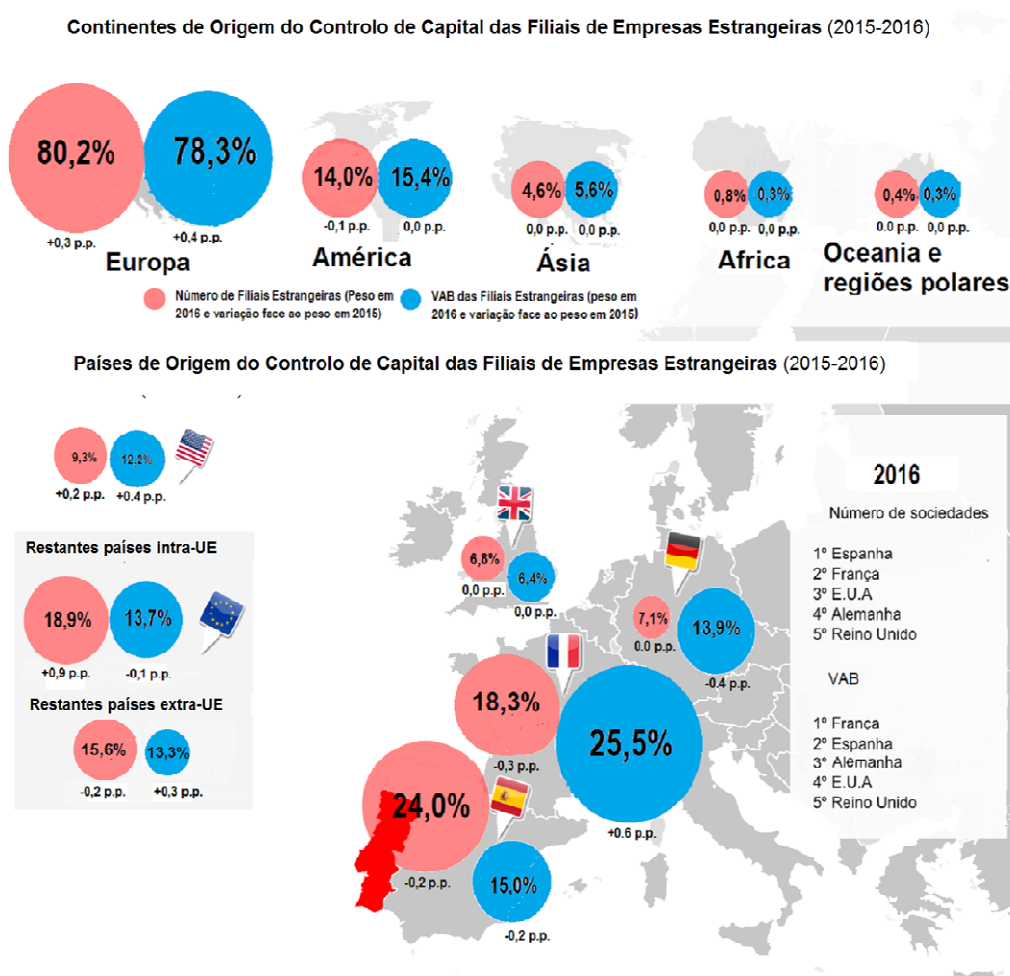 Continentes de Origem do Controlo de Capital das Filiais de Empresas Estrangeiras (2015-2016)
80,2%
78,3%
+0,3 p.p.
+0,4 p.p.
Europa
14,0%
15,4%
-0,1 p.p.
0,0 p.p.
América
4,6%
5,6%
0,0 p.p.
0,0 p.p.
Ásia
0,8%
0,3%
0,0 p.p.
0,0 p.p.
Africa
0,4%
0,3%
0.0 p.p.
0,0 p.p.
Oceania e
regiões polares
Número de Filiais Estrangeiras (Peso em
2016 e variação face ao peso em 2015)
VAB das Filiais Estrangeiras (peso em
2016 e variação face ao peso em 2015)
Países de Origem do Controlo de Capital das Filiais de Empresas Estrangeiras (2015-2016)
9,3%
12.2%
+0,2 p.p.
+0.4 p.p.
Restantes países intra-UE
18,9%
13,7%
+0,9 p.p.
-0,1 p.p.
Restantes países extra-UE
15,6%
13,3%
-0,2 p.p.
+0,3 p.p.
6,8%
6,4%
0,0 p.p.
0,0 p.p.
7,1%
13,9%
0.0 p.p.
-0.4 p.p.
18,3%
25,5%
-0,3 p.p.
+0.6 p.p.
24,0%
15,0%
-0,2 p.p.
-0,2 p.p.
2016
Número de sociedades
1º Espanha
2º França
3º E.U.A
4º Alemanha
5º Reino Unido
VAB
1º França
2º Espanha
3º Alemanha
4º E.U.A
5º Reino Unido